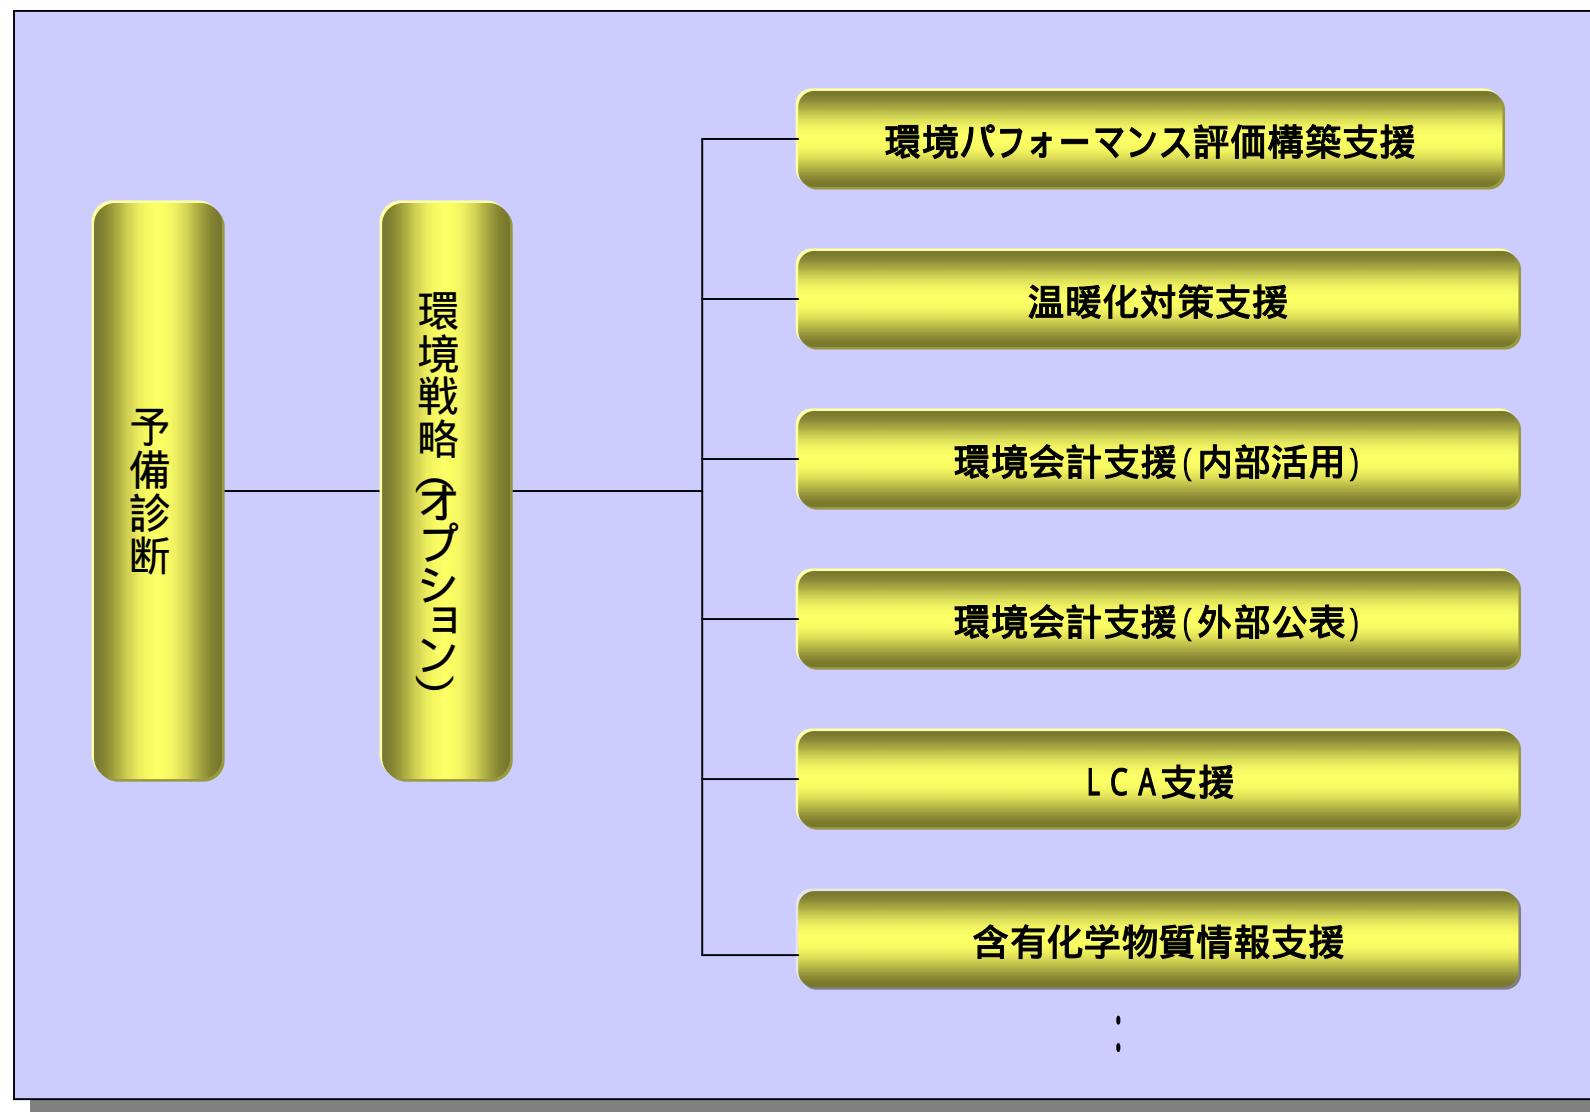 予備診断
環境戦略（オプション）
環境パフォーマンス評価構築支援
温暖化対策支援
環境会計支援(内部活用)
環境会計支援(外部公表)
LCA支援
含有化学物質情報支援
: